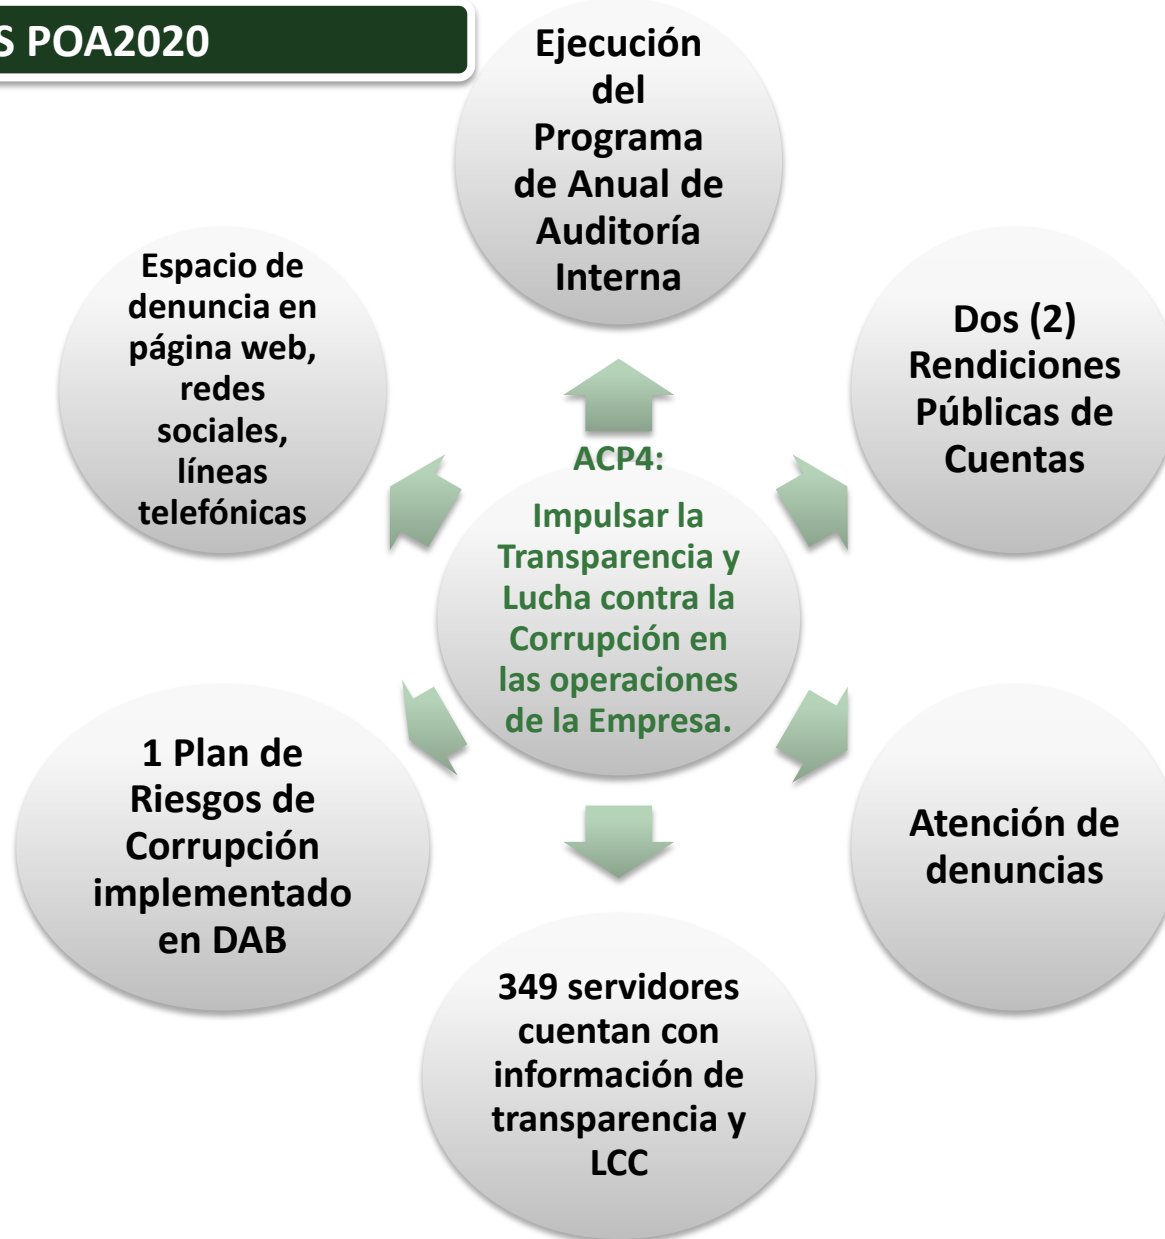 S POA2020
Ejecución
del
Programa
de Anual de
Auditoría
Interna
Espacio de
denuncia en
página web,
redes
sociales,
líneas
telefónicas
Dos (2)
Rendiciones
Públicas de
Cuentas
ACP4:
Impulsar la
Transparencia y
Lucha contra la
Corrupción en
las operaciones
de la Empresa.
1 Plan de
Riesgos de
Corrupción
implementado
en DAB
Atención de
denuncias
349 servidores
cuentan con
información de
transparencia y
LCC